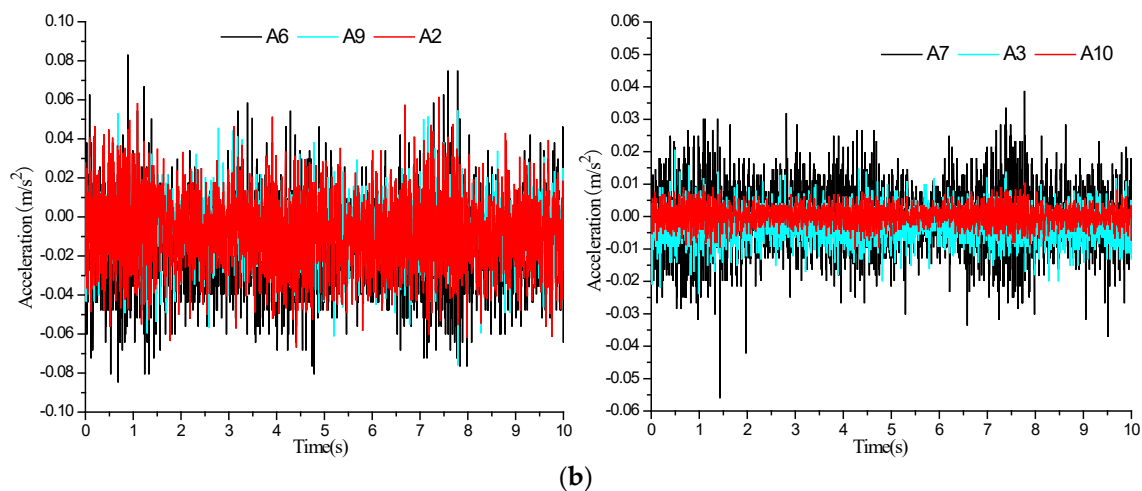 A6 A9 A2
0.10
0.08
0.06
0.04
0.02
0.00
-0.02
-0.04
-0.06
-0.08
-0.10
Acceleration (m/s²)
0 1 2 3 4 5 6 7 8 9 10
Time(s)
A7 A3 A10
0.06
0.05
0.04
0.03
0.02
0.01
0.00
-0.01
-0.02
-0.03
-0.04
-0.05
-0.06
Acceleration (m/s²)
0 1 2 3 4 5 6 7 8 9 10
Time(s)
(b)